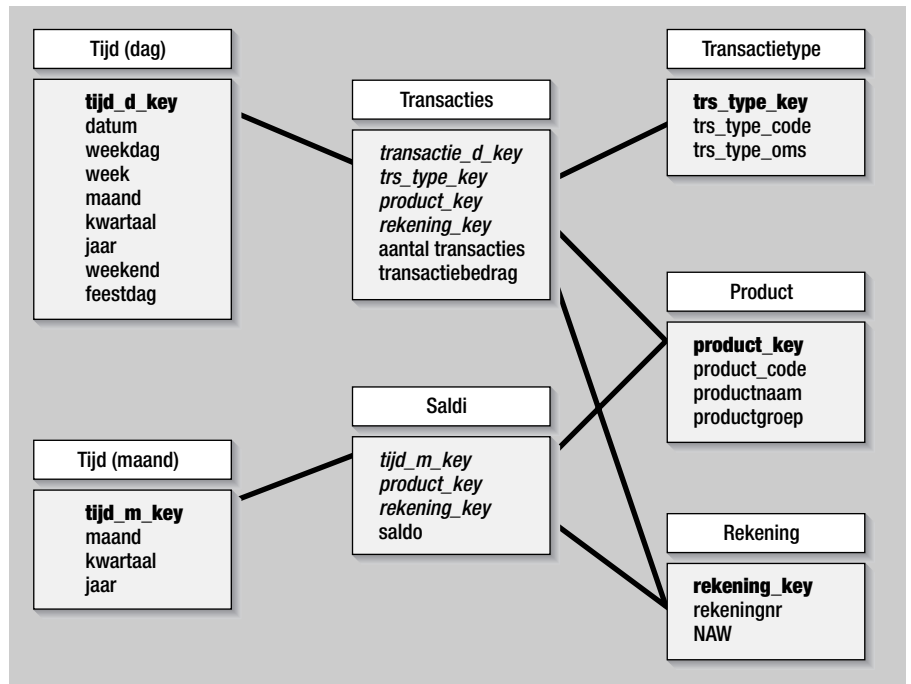 Tijd (dag)
tijd_d_key
datum
weekdag
week
maand
kwartaal
jaar
weekend
feestdag
Transacties
transactie_d_key
trs_type_key
product_key
rekening_key
aantal transacties
transactiebedrag
Transactietype
trs_type_key
trs_type_code
trs_type_oms
Product
product_key
product_code
productnaam
productgroep
Saldi
tijd_m_key
product_key
rekening_key
saldo
Tijd (maand)
tijd_m_key
maand
kwartaal
jaar
Rekening
rekening_key
rekeningnr
NAW